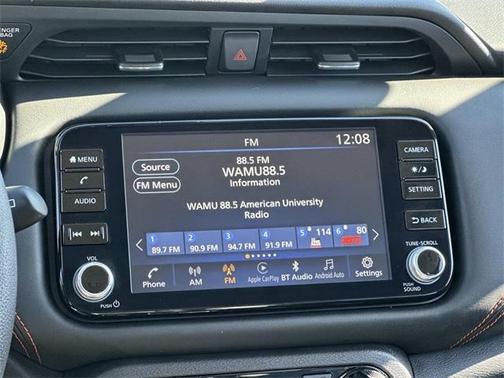 PASSENGER
AIR BAG
FM
12:08
MENU
CAMERA
Source
88.5 FM
WAMU88.5
Information
FM Menu
AUDIO
SETTING
WAMU 88.5 American University
Radio
BACK
1 89.7 FM
2 90.9 FM
3 94.7 FM
4 91.9 FM
5 114
6 80
VOL
TUNE·SCROLL
Phone
AM
FM
Apple CarPlay
BT Audio
Android Auto
Settings
PUSH
PUSH
SOUND